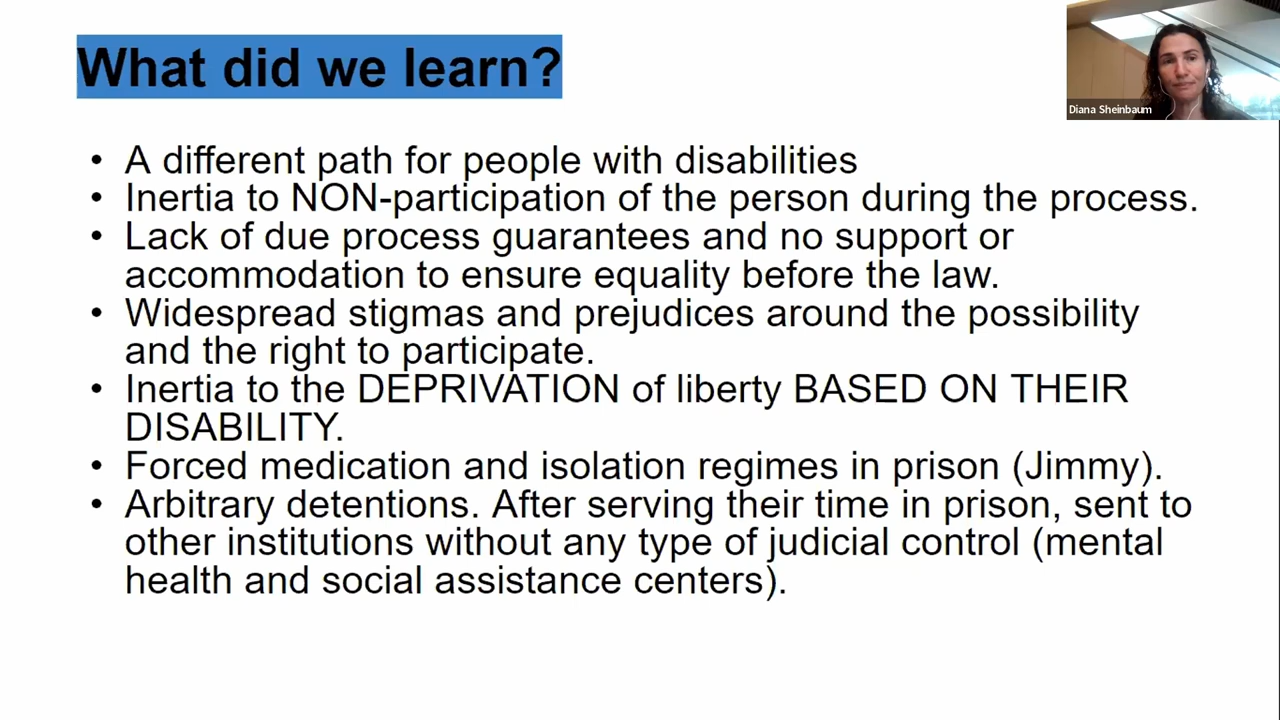 What did we learn?
Diana Sheinbaum
• A different path for people with disabilities
• Inertia to NON-participation of the person during the process.
• Lack of due process guarantees and no support or
accommodation to ensure equality before the law.
• Widespread stigmas and prejudices around the possibility
and the right to participate.
• Inertia to the DEPRIVATION of liberty BASED ON THEIR
DISABILITY.
• Forced medication and isolation regimes in prison (Jimmy).
• Arbitrary detentions. After serving their time in prison, sent to
other institutions without any type of judicial control (mental
health and social assistance centers).